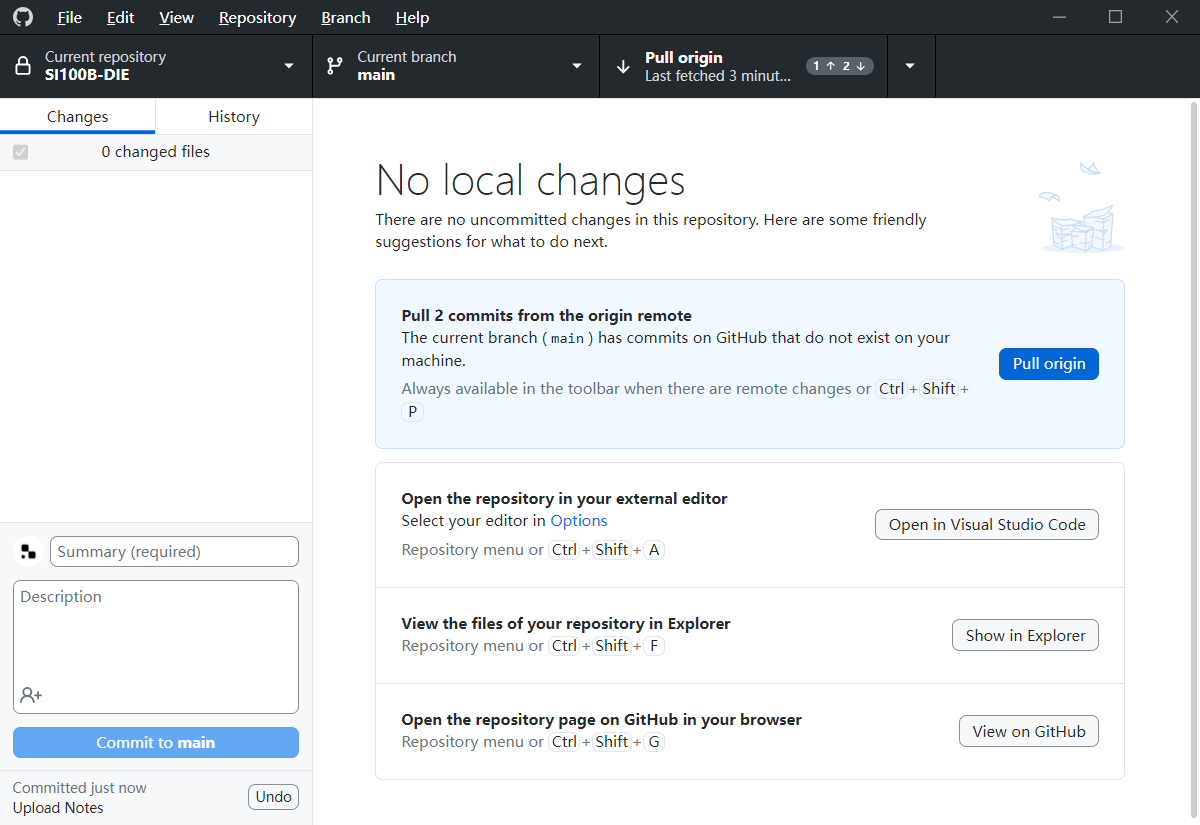 File Edit View Repository Branch Help
Current repository
SI100B-DIE
Current branch
main
Pull origin
Last fetched 3 minut...
1 ↑ 2 ↓
Changes
History
0 changed files
No local changes
There are no uncommitted changes in this repository. Here are some friendly
suggestions for what to do next.
Pull 2 commits from the origin remote
The current branch ( main ) has commits on GitHub that do not exist on your
machine.
Always available in the toolbar when there are remote changes or Ctrl + Shift +
P
Pull origin
Open the repository in your external editor
Select your editor in Options
Repository menu or Ctrl + Shift + A
Open in Visual Studio Code
View the files of your repository in Explorer
Repository menu or Ctrl + Shift + F
Show in Explorer
Open the repository page on GitHub in your browser
Repository menu or Ctrl + Shift + G
View on GitHub
Summary (required)
Description
Commit to main
Committed just now
Upload Notes
Undo